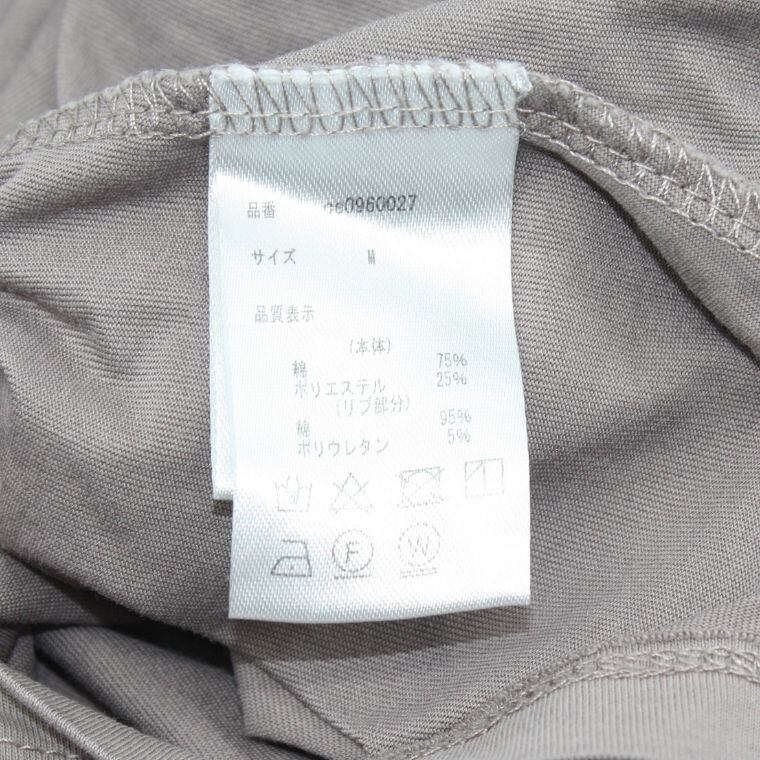 品番 0960027
サイズ M
品質表示
(本体)
綿 75%
ポリエステル 25%
(リブ部分)
綿 95%
ポリウレタン 5%
F W